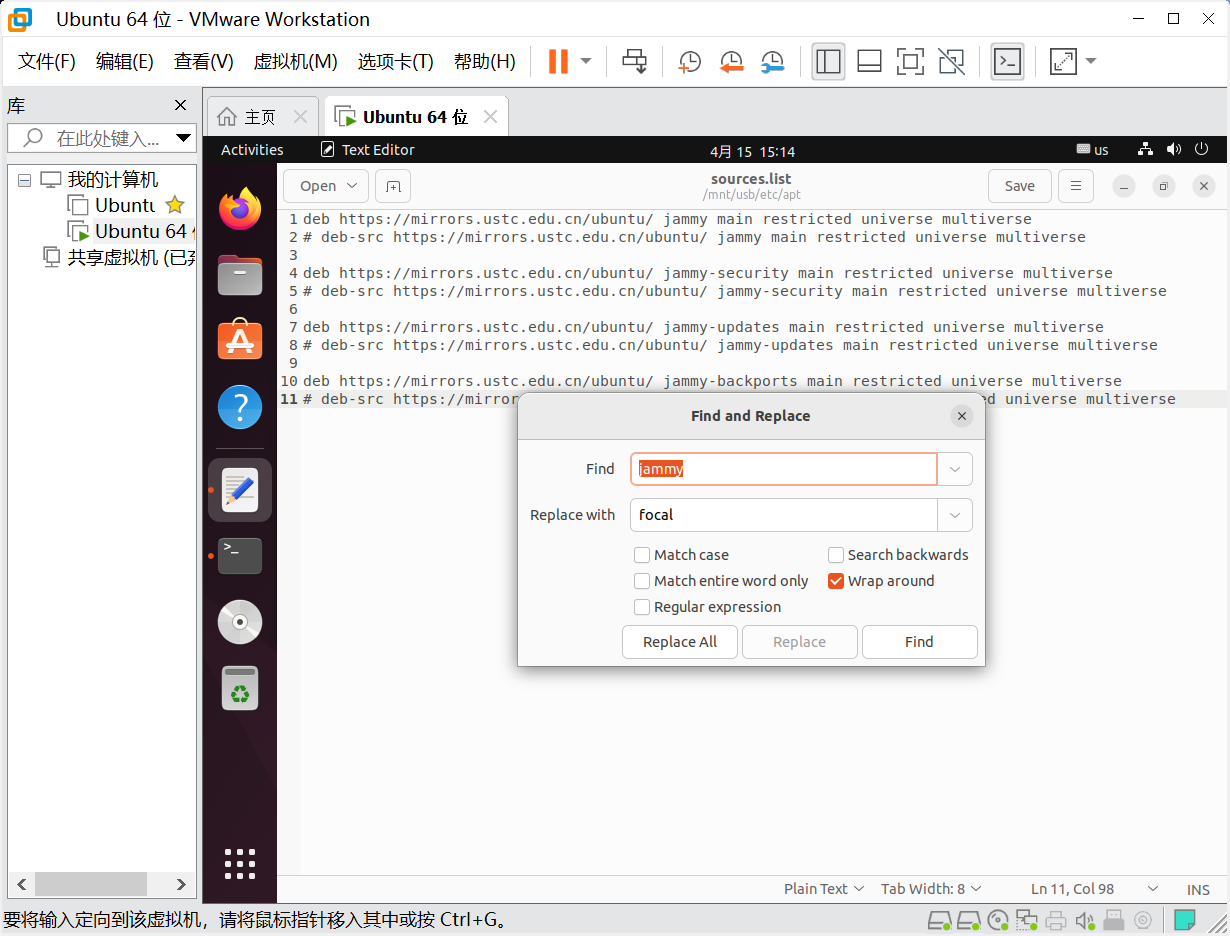 Ubuntu 64 位 - VMware Workstation
文件(F) 编辑(E) 查看(V) 虚拟机(M) 选项卡(T) 帮助(H)
库
在此处键入...
我的计算机
Ubuntu
Ubuntu 64
共享虚拟机 (已
主页
Ubuntu 64 位
Activities
Text Editor
4月 15 15:14
us
Open
sources.list
/mnt/usb/etc/apt
Save
1 deb https://mirrors.ustc.edu.cn/ubuntu/ jammy main restricted universe multiverse
2 # deb-src https://mirrors.ustc.edu.cn/ubuntu/ jammy main restricted universe multiverse
3
4 deb https://mirrors.ustc.edu.cn/ubuntu/ jammy-security main restricted universe multiverse
5 # deb-src https://mirrors.ustc.edu.cn/ubuntu/ jammy-security main restricted universe multiverse
6
7 deb https://mirrors.ustc.edu.cn/ubuntu/ jammy-updates main restricted universe multiverse
8 # deb-src https://mirrors.ustc.edu.cn/ubuntu/ jammy-updates main restricted universe multiverse
9
10 deb https://mirrors.ustc.edu.cn/ubuntu/ jammy-backports main restricted universe multiverse
11 # deb-src https://mirror d universe multiverse
Find and Replace
Find
jammy
Replace with
focal
Match case
Search backwards
Match entire word only
Wrap around
Regular expression
Replace All
Replace
Find
Plain Text
Tab Width: 8
Ln 11, Col 98
INS
要将输入定向到该虚拟机，请将鼠标指针移入其中或按 Ctrl+G。